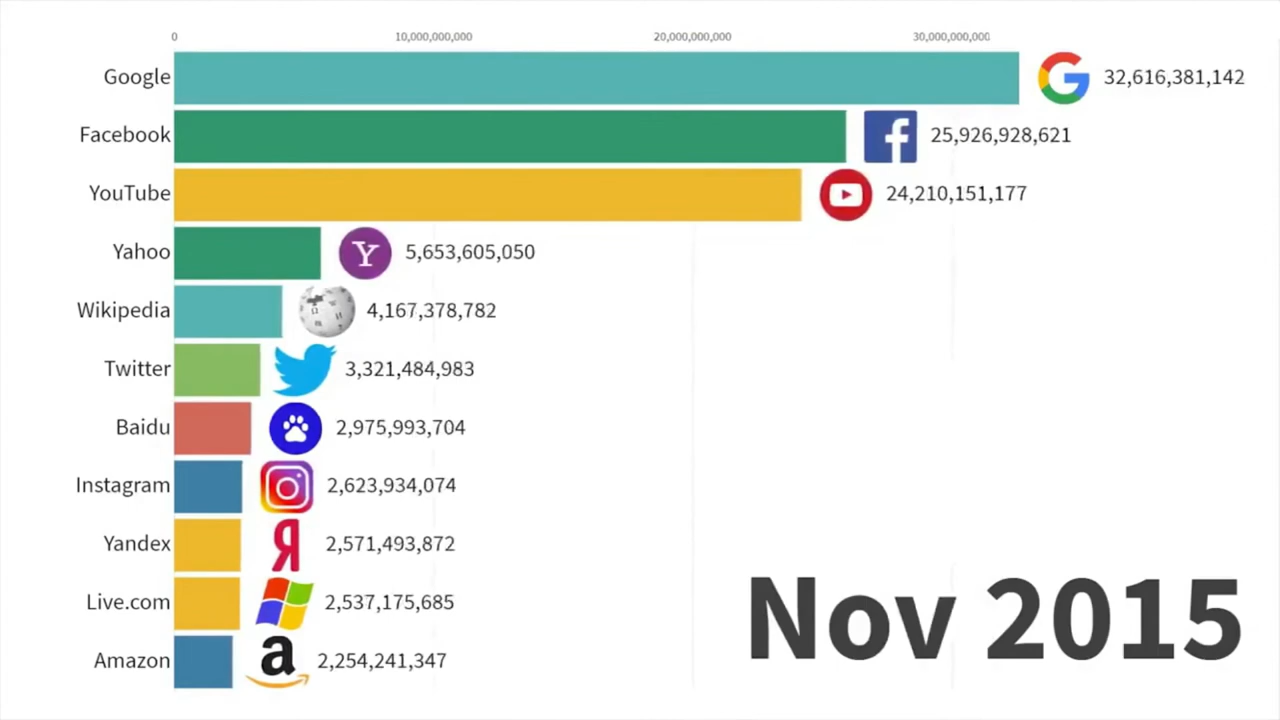 0 10,000,000,000 20,000,000,000 30,000,000,000
Google 32,616,381,142
Facebook 25,926,928,621
YouTube 24,210,151,177
Yahoo Y 5,653,605,050
Wikipedia 4,167,378,782
Twitter 3,321,484,983
Baidu 2,975,993,704
Instagram 2,623,934,074
Yandex Я 2,571,493,872
Live.com 2,537,175,685
Amazon a 2,254,241,347
Nov 2015